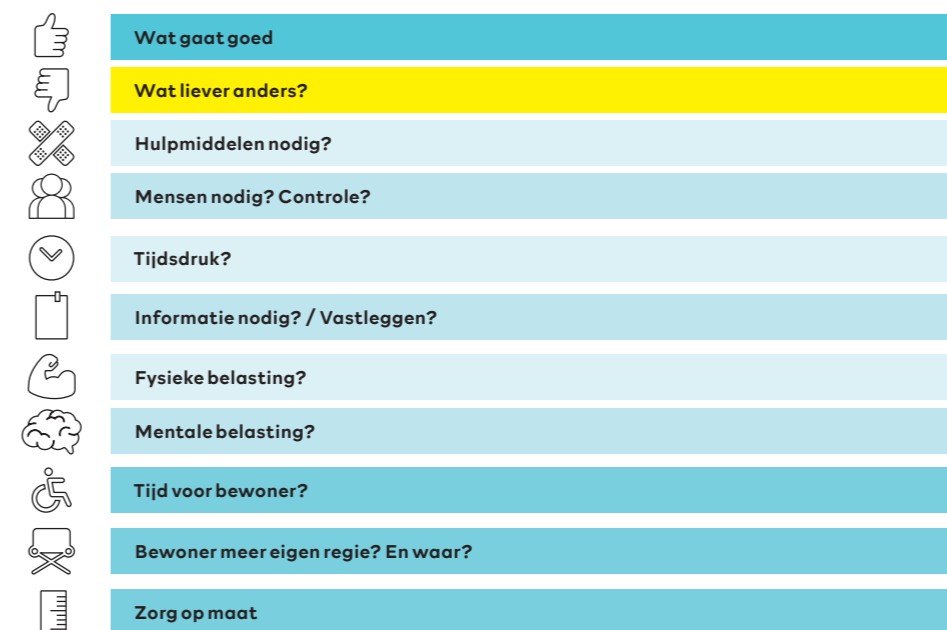 Wat gaat goed
Wat liever anders?
Hulpmiddelen nodig?
Mensen nodig? Controle?
Tijdsdruk?
Informatie nodig? / Vastleggen?
Fysieke belasting?
Mentale belasting?
Tijd voor bewoner?
Bewoner meer eigen regie? En waar?
Zorg op maat